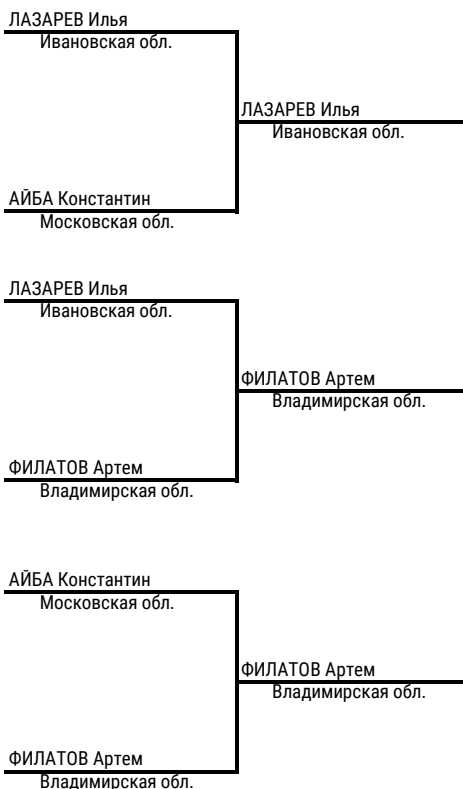 ЛАЗАРЕВ Илья
Ивановская обл.
ЛАЗАРЕВ Илья
Ивановская обл.
АЙБА Константин
Московская обл.
ЛАЗАРЕВ Илья
Ивановская обл.
ФИЛАТОВ Артем
Владимирская обл.
ФИЛАТОВ Артем
Владимирская обл.
АЙБА Константин
Московская обл.
ФИЛАТОВ Артем
Владимирская обл.
ФИЛАТОВ Артем
Владимирская обл.